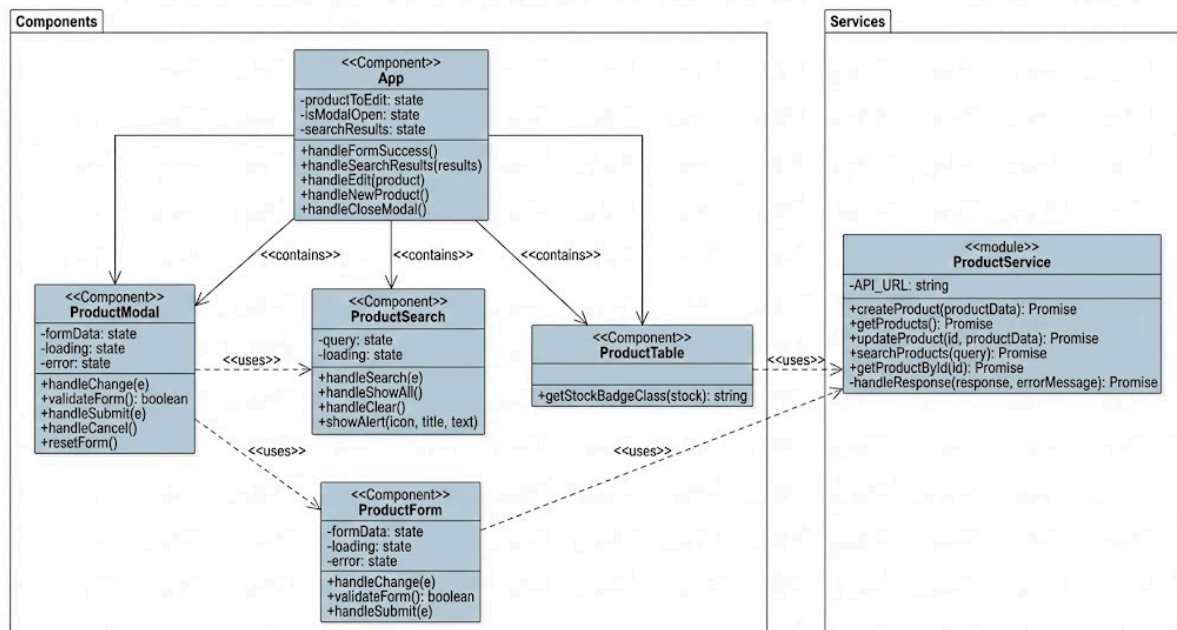 Components
Services
<<Component>>
App
-productToEdit: state
-isModalOpen: state
-searchResults: state
+handleFormSuccess()
+handleSearchResults(results)
+handleEdit(product)
+handleNewProduct()
+handleCloseModal()
<<contains>>
<<contains>>
<<contains>>
<<Component>>
ProductModal
-formData: state
-loading: state
-error: state
+handleChange(e)
+validateForm(): boolean
+handleSubmit(e)
+handleCancel()
+resetForm()
<<uses>>
<<Component>>
ProductSearch
-query: state
-loading: state
+handleSearch(e)
+handleShowAll()
+handleClear()
+showAlert(icon, title, text)
<<Component>>
ProductTable
+getStockBadgeClass(stock): string
<<uses>>
<<module>>
ProductService
-API_URL: string
+createProduct(productData): Promise
+getProducts(): Promise
+updateProduct(id, productData): Promise
+searchProducts(query): Promise
+getProductById(id): Promise
-handleResponse(response, errorMessage): Promise
<<uses>>
<<uses>>
<<Component>>
ProductForm
-formData: state
-loading: state
-error: state
+handleChange(e)
+validateForm(): boolean
+handleSubmit(e)